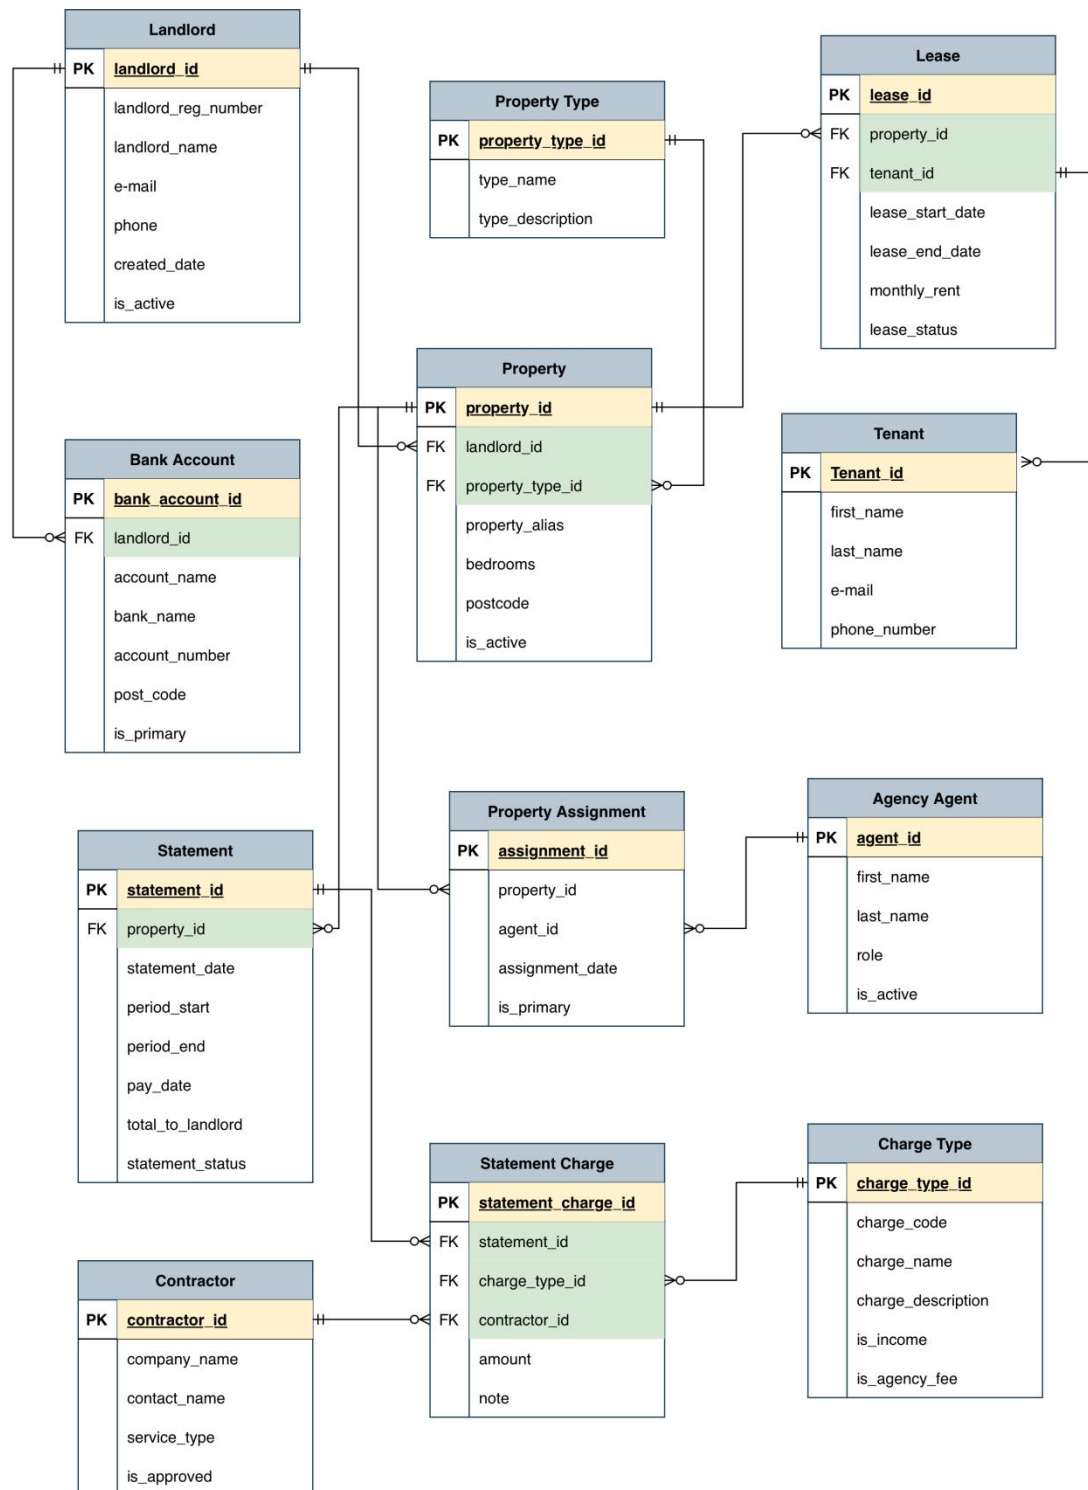 Landlord
PK landlord_id
landlord_reg_number
landlord_name
e-mail
phone
created_date
is_active
Property Type
PK property_type_id
type_name
type_description
Lease
PK lease_id
FK property_id
FK tenant_id
lease_start_date
lease_end_date
monthly_rent
lease_status
Bank Account
PK bank_account_id
FK landlord_id
account_name
bank_name
account_number
post_code
is_primary
Property
PK property_id
FK landlord_id
FK property_type_id
property_alias
bedrooms
postcode
is_active
Tenant
PK Tenant_id
first_name
last_name
e-mail
phone_number
Statement
PK statement_id
FK property_id
statement_date
period_start
period_end
pay_date
total_to_landlord
statement_status
Property Assignment
PK assignment_id
property_id
agent_id
assignment_date
is_primary
Agency Agent
PK agent_id
first_name
last_name
role
is_active
Contractor
PK contractor_id
company_name
contact_name
service_type
is_approved
Statement Charge
PK statement_charge_id
FK statement_id
FK charge_type_id
FK contractor_id
amount
note
Charge Type
PK charge_type_id
charge_code
charge_name
charge_description
is_income
is_agency_fee